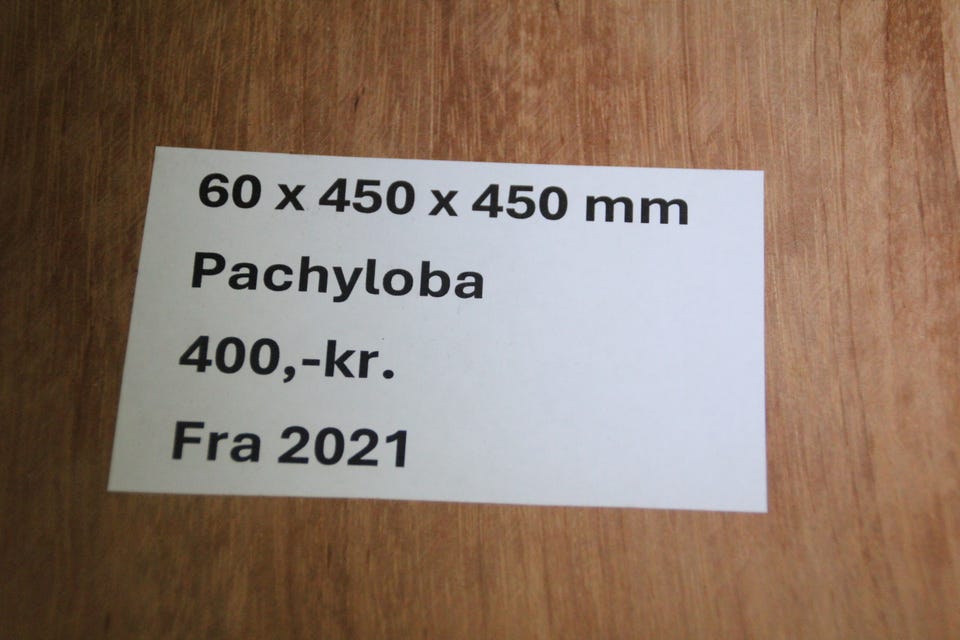 60 x 450 x 450 mm
Pachyloba
400,-kr.
Fra 2021